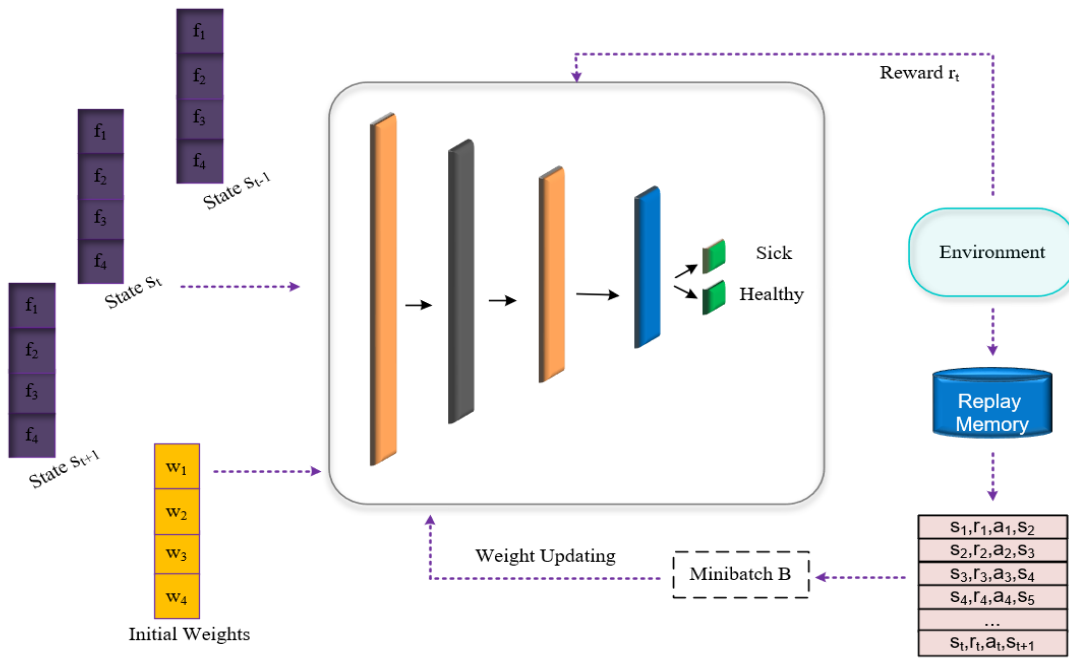 f₁
f₂
f₃
f₄
State sₜ₋₁
f₁
f₂
f₃
f₄
State sₜ
f₁
f₂
f₃
f₄
State sₜ₊₁
w₁
w₂
w₃
w₄
Initial Weights
Sick
Healthy
Reward rₜ
Environment
Replay
Memory
s₁,r₁,a₁,s₂
s₂,r₂,a₂,s₃
s₃,r₃,a₃,s₄
s₄,r₄,a₄,s₅
...
sₜ,rₜ,aₜ,sₜ₊₁
Minibatch B
Weight Updating